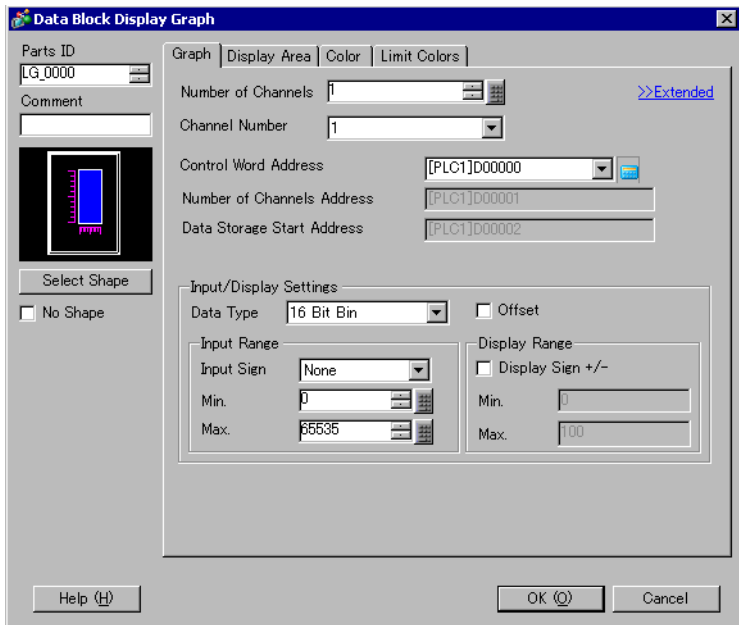 Data Block Display Graph
Parts ID
LG_0000
Comment
Select Shape
No Shape
Graph Display Area Color Limit Colors
Number of Channels 1 >>Extended
Channel Number 1
Control Word Address [PLC1]D00000
Number of Channels Address [PLC1]D00001
Data Storage Start Address [PLC1]D00002
Input/Display Settings
Data Type 16 Bit Bin Offset
Input Range Display Range
Input Sign None Display Sign +/-
Min. 0 Min. 0
Max. 65535 Max. 100
Help (H) OK (O) Cancel